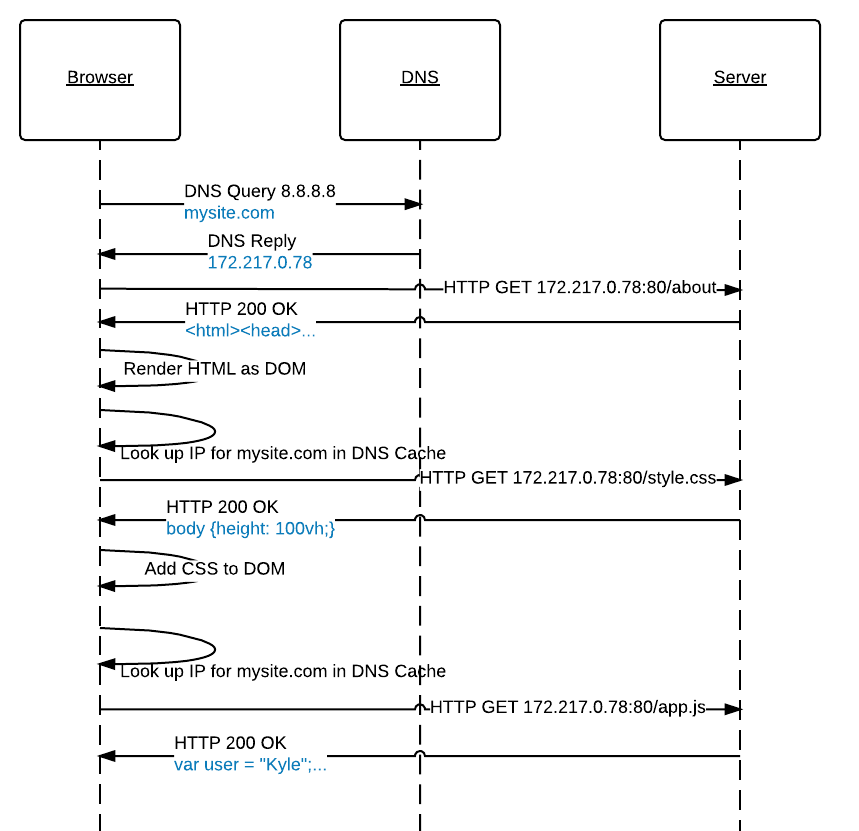 Browser
DNS
Server
DNS Query 8.8.8.8
mysite.com
DNS Reply
172.217.0.78
HTTP GET 172.217.0.78:80/about
HTTP 200 OK
<html><head>...
Render HTML as DOM
Look up IP for mysite.com in DNS Cache
HTTP GET 172.217.0.78:80/style.css
HTTP 200 OK
body {height: 100vh;}
Add CSS to DOM
Look up IP for mysite.com in DNS Cache
HTTP GET 172.217.0.78:80/app.js
HTTP 200 OK
var user = "Kyle";...